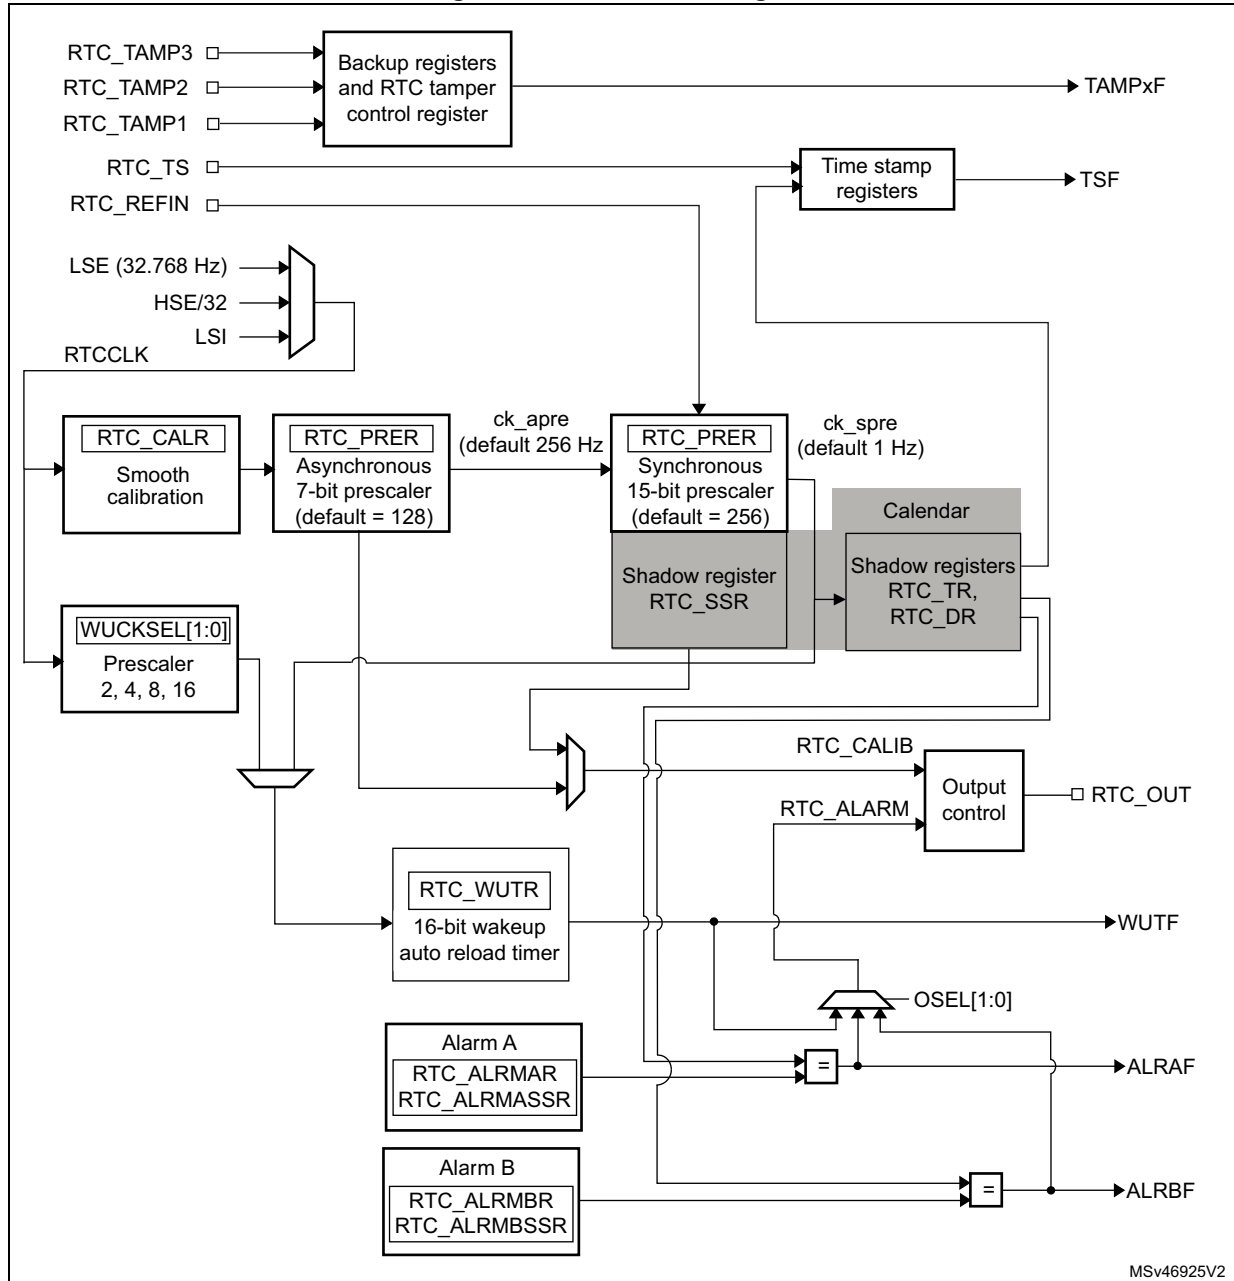 RTC_TAMP3
RTC_TAMP2
RTC_TAMP1
Backup registers
and RTC tamper
control register
TAMPxF
RTC_TS
RTC_REFIN
Time stamp
registers
TSF
LSE (32.768 Hz)
HSE/32
LSI
RTCCLK
RTC_CALR
Smooth
calibration
RTC_PRER
Asynchronous
7-bit prescaler
(default = 128)
ck_apre
(default 256 Hz
RTC_PRER
Synchronous
15-bit prescaler
(default = 256)
ck_spre
(default 1 Hz)
Calendar
Shadow register
RTC_SSR
Shadow registers
RTC_TR,
RTC_DR
WUCKSEL[1:0]
Prescaler
2, 4, 8, 16
RTC_CALIB
RTC_ALARM
Output
control
RTC_OUT
RTC_WUTR
16-bit wakeup
auto reload timer
WUTF
OSEL[1:0]
Alarm A
RTC_ALRMAR
RTC_ALRMASSR
=
ALRAF
Alarm B
RTC_ALRMBR
RTC_ALRMBSSR
=
ALRBF
MSv46925V2